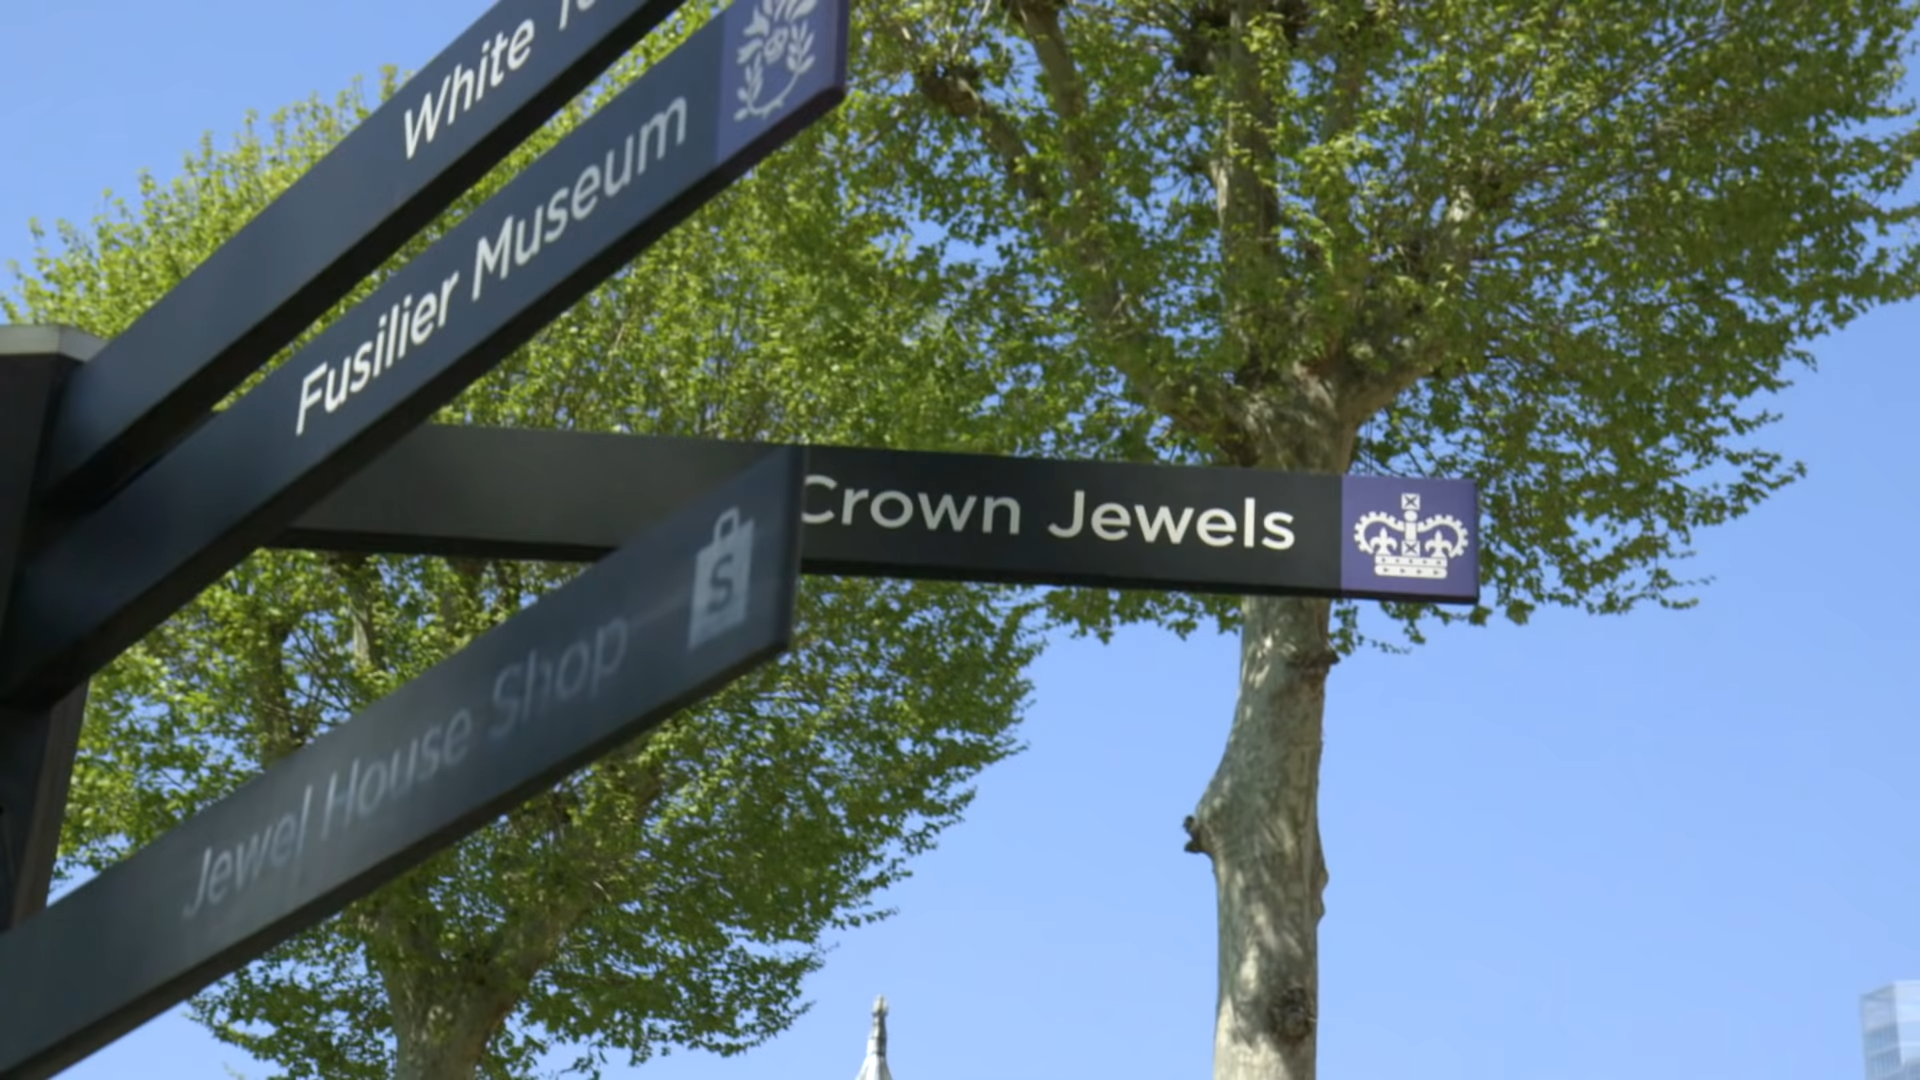 White
Fusilier Museum
Crown Jewels
S
Jewel House Shop